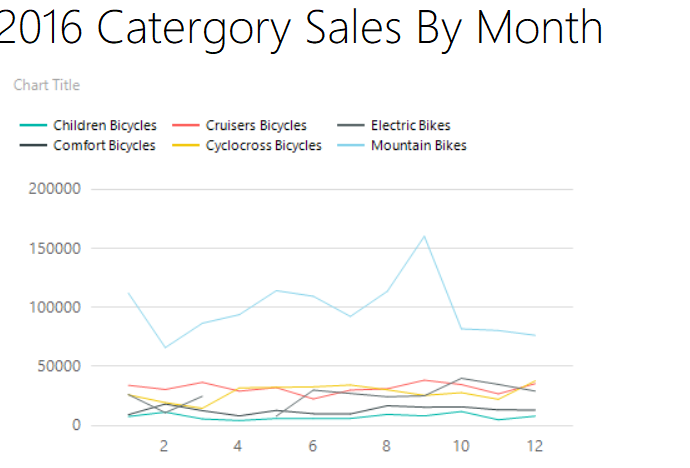 2016 Catergory Sales By Month
Chart Title
Children Bicycles Cruisers Bicycles Electric Bikes
Comfort Bicycles Cyclocross Bicycles Mountain Bikes
200000
150000
100000
50000
0
2 4 6 8 10 12